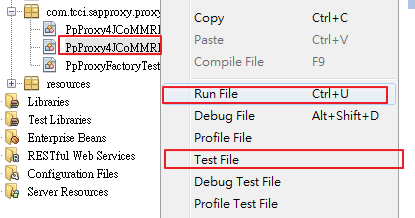 com.tcci.sapproxy.proxy
PpProxy4JCoMMRI
PpProxy4JCoMMRI
PpProxyFactoryTest
resources
Libraries
Test Libraries
Enterprise Beans
RESTful Web Services
Configuration Files
Server Resources
Copy Ctrl+C
Paste Ctrl+V
Compile File F9
Run File Ctrl+U
Debug File Alt+Shift+D
Profile File
Test File
Debug Test File
Profile Test File